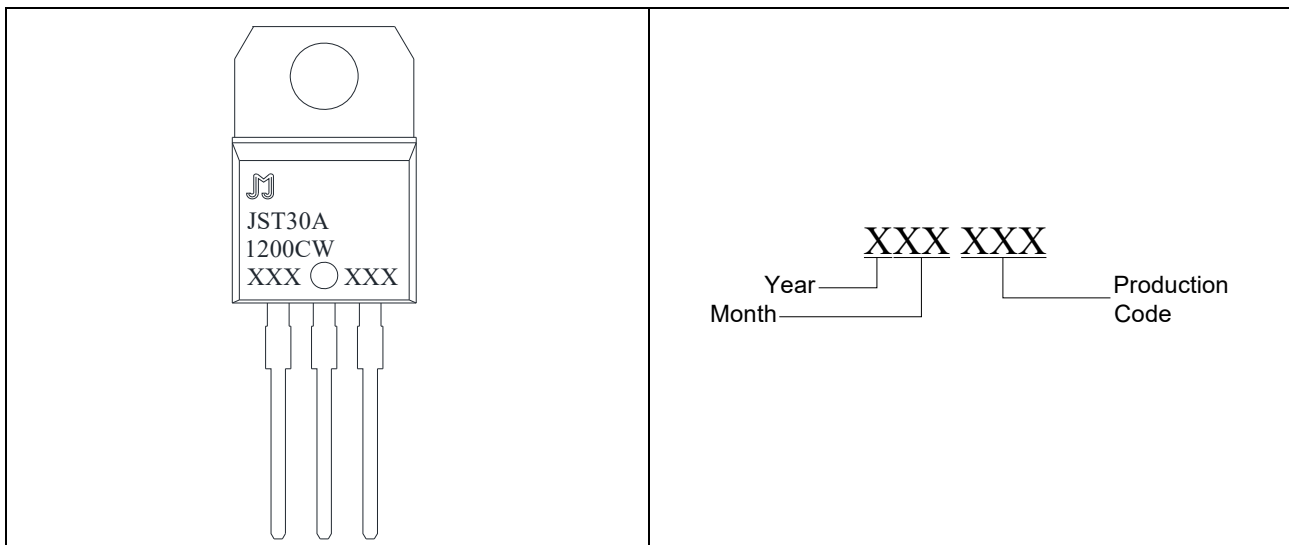 JST30A
1200CW
XXX XXX
XXX XXX
Year
Month
Production
Code